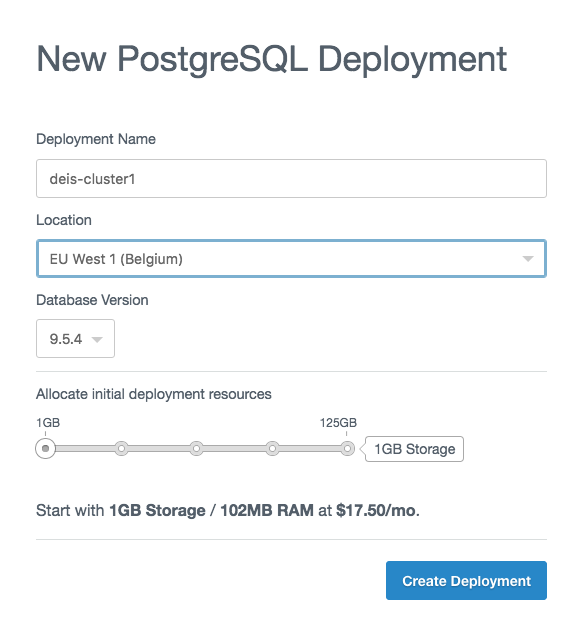 New PostgreSQL Deployment
Deployment Name
deis-cluster1
Location
EU West 1 (Belgium)
Database Version
9.5.4
Allocate initial deployment resources
1GB 125GB
1GB Storage
Start with 1GB Storage / 102MB RAM at $17.50/mo.
Create Deployment